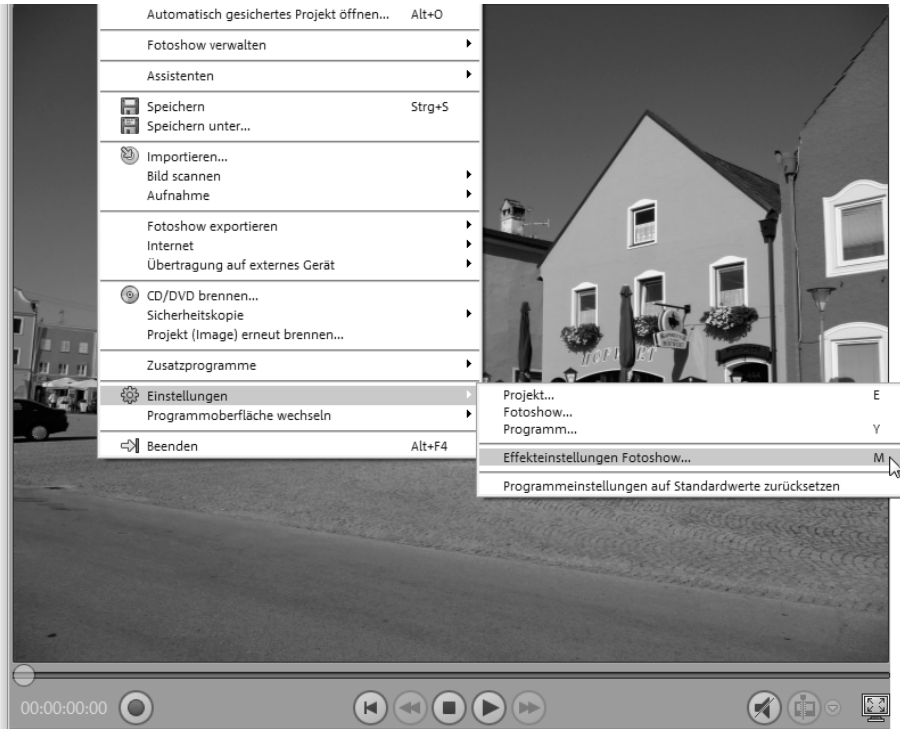 Automatisch gesichertes Projekt öffnen... Alt+O
Fotoshow verwalten
Assistenten
Speichern Strg+S
Speichern unter...
Importieren...
Bild scannen
Aufnahme
Fotoshow exportieren
Internet
Übertragung auf externes Gerät
CD/DVD brennen...
Sicherheitskopie
Projekt (Image) erneut brennen...
Zusatzprogramme
Einstellungen
Programmoberfläche wechseln
Beenden Alt+F4
Projekt... E
Fotoshow...
Programm... Y
Effekteinstellungen Fotoshow... M
Programmeinstellungen auf Standardwerte zurücksetzen
00:00:00:00